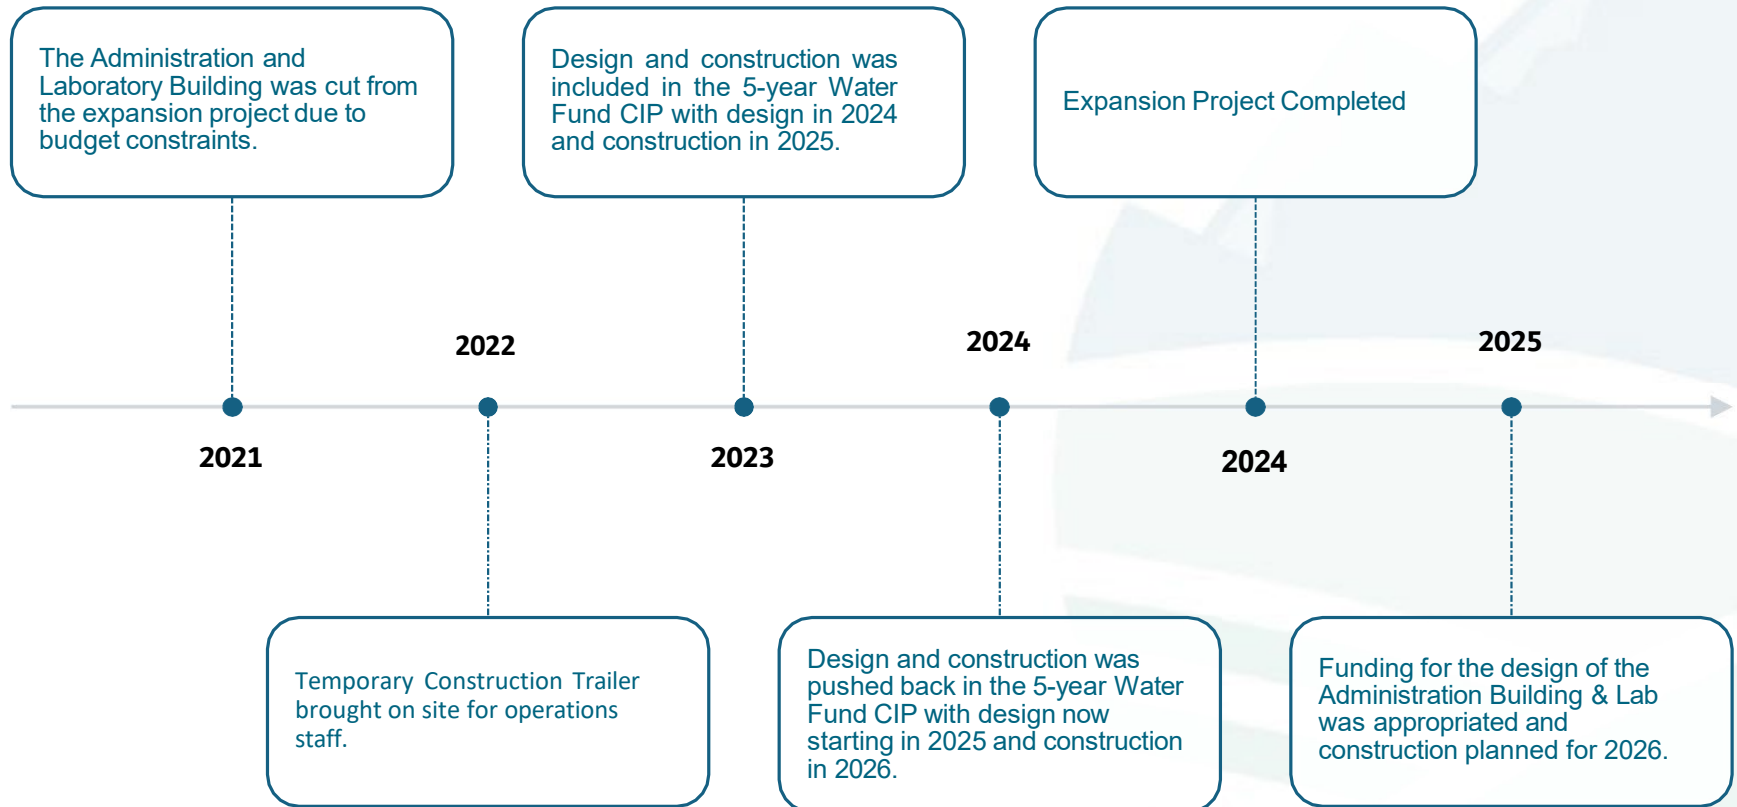 The Administration and
Laboratory Building was cut from
the expansion project due to
budget constraints.
Design and construction was
included in the 5-year Water
Fund CIP with design in 2024
and construction in 2025.
Expansion Project Completed
2022
2024
2025
2021
2023
2024
Temporary Construction Trailer
brought on site for operations
staff.
Design and construction was
pushed back in the 5-year Water
Fund CIP with design now
starting in 2025 and construction
in 2026.
Funding for the design of the
Administration Building & Lab
was appropriated and
construction planned for 2026.